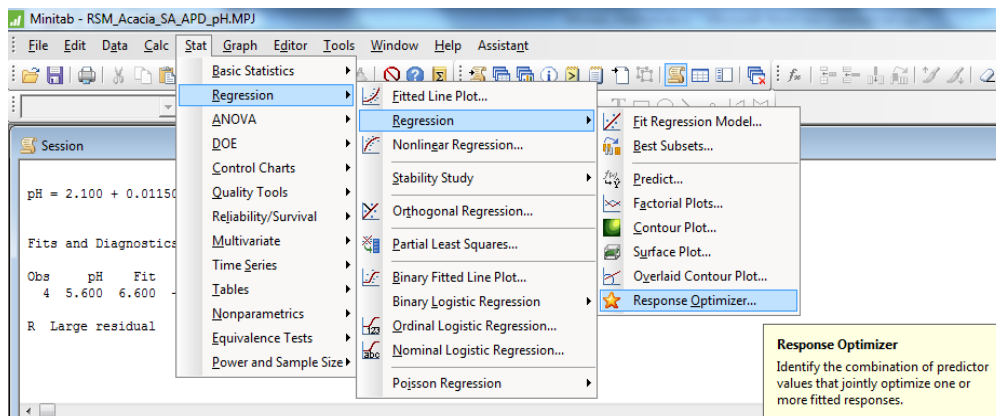 Minitab - RSM_Acacia_SA_APD_pH.MPJ
File Edit Data Calc Stat Graph Editor Tools Window Help Assistant
Session
pH = 2.100 + 0.01150
Fits and Diagnostics
Obs pH Fit
4 5.600 6.600 -
R Large residual
Basic Statistics
Regression
ANOVA
DOE
Control Charts
Quality Tools
Reliability/Survival
Multivariate
Time Series
Tables
Nonparametrics
Equivalence Tests
Power and Sample Size
Fitted Line Plot...
Regression
Nonlinear Regression...
Stability Study
Orthogonal Regression...
Partial Least Squares...
Binary Fitted Line Plot...
Binary Logistic Regression
Ordinal Logistic Regression...
Nominal Logistic Regression...
Poisson Regression
Fit Regression Model...
Best Subsets...
Predict...
Factorial Plots...
Contour Plot...
Surface Plot...
Overlaid Contour Plot...
Response Optimizer...
Response Optimizer
Identify the combination of predictor
values that jointly optimize one or
more fitted responses.